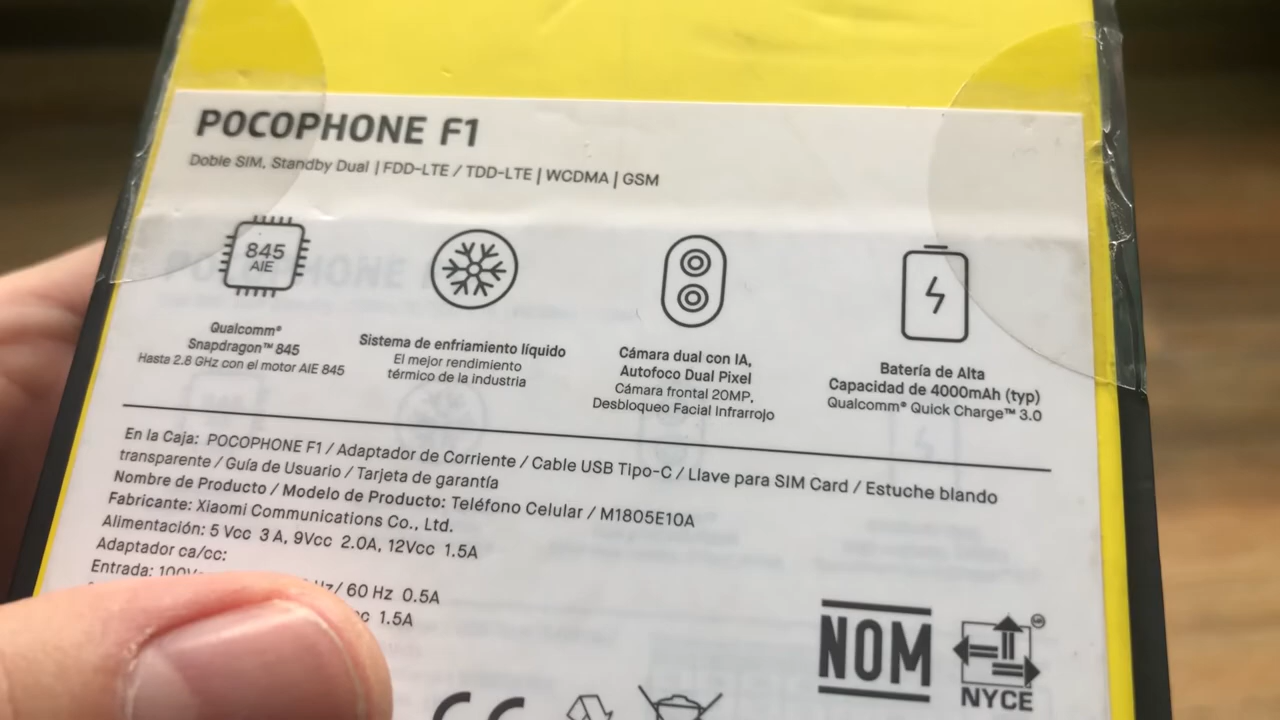 POCOPHONE F1
Doble SIM, Standby Dual | FDD-LTE / TDD-LTE | WCDMA | GSM
845
AIE
Qualcomm®
Snapdragon™ 845
Hasta 2.8 GHz con el motor AIE 845
Sistema de enfriamiento líquido
El mejor rendimiento
térmico de la industria
Cámara dual con IA,
Autofoco Dual Pixel
Cámara frontal 20MP,
Desbloqueo Facial Infrarrojo
Batería de Alta
Capacidad de 4000mAh (typ)
Qualcomm® Quick Charge™ 3.0
En la Caja: POCOPHONE F1 / Adaptador de Corriente / Cable USB Tipo-C / Llave para SIM Card / Estuche blando
transparente / Guía de Usuario / Tarjeta de garantía
Nombre de Producto / Modelo de Producto: Teléfono Celular / M1805E10A
Fabricante: Xiaomi Communications Co., Ltd.
Alimentación: 5 Vcc 3 A, 9Vcc 2.0A, 12Vcc 1.5A
Adaptador ca/cc:
Entrada: 100V / 60 Hz 0.5A
1.5A
NOM
NYCE
CE